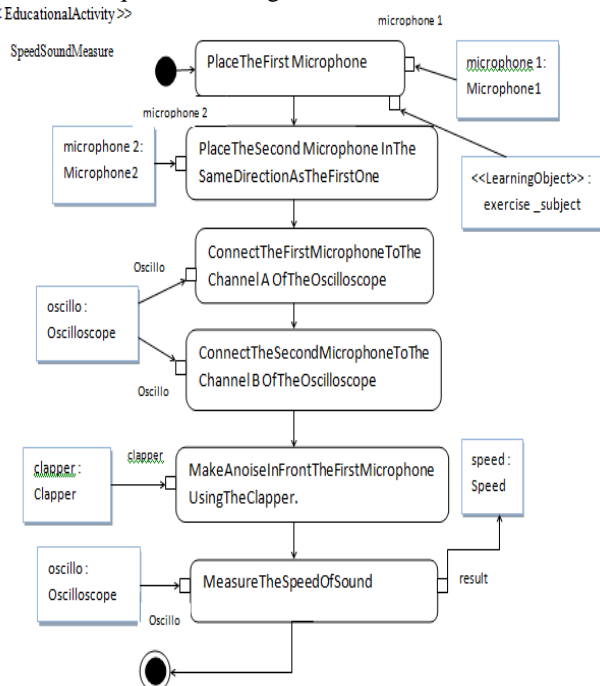 < EducationalActivity >>
SpeedSoundMeasure
microphone 1
PlaceTheFirst Microphone
microphone 1:
Microphone1
microphone 2
microphone 2:
Microphone2
PlaceTheSecond Microphone InThe
SameDirectionAsTheFirstOne
<<LearningObject>> :
exercise _subject
ConnectTheFirstMicrophoneToThe
Channel A OfTheOscilloscope
Oscillo
oscillo :
Oscilloscope
ConnectTheSecondMicrophoneToThe
Channel B OfTheOscilloscope
Oscillo
clapper :
Clapper
clapper
MakeAnoiseInFrontTheFirstMicrophone
UsingTheClapper.
speed :
Speed
oscillo :
Oscilloscope
MeasureTheSpeedOfSound
result
Oscillo